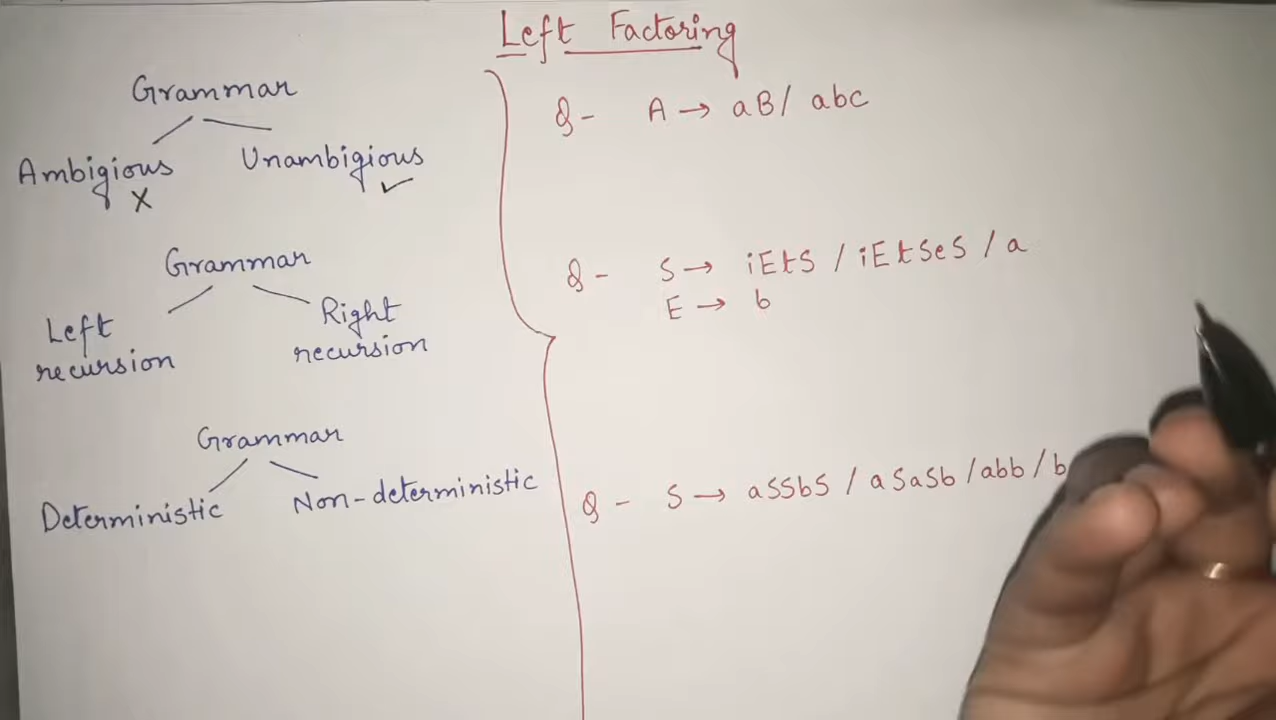 Left Factoring
Grammar
Ambigious Unambigious
X ✓
Grammar
Left
recursion
Right
recursion
Grammar
Deterministic Non-deterministic
Q- A → aB/ abc
Q- S → iEtS / iEtSeS / a
E → b
Q- S → aSSbS / aSaSb / abb / b